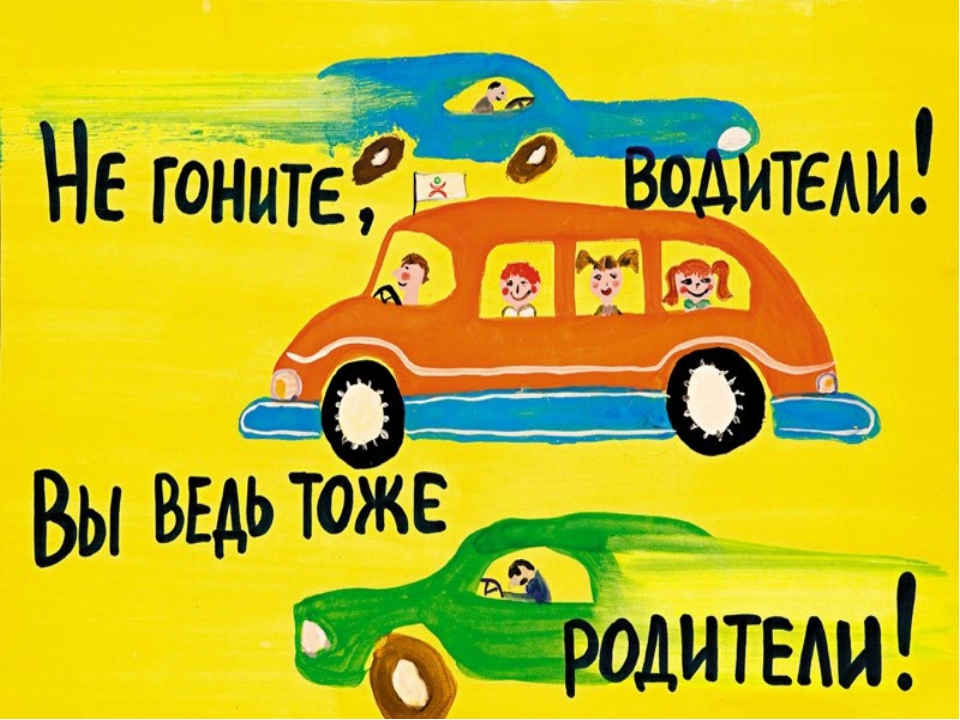 Не гоните, водители!
Вы ведь тоже
родители!